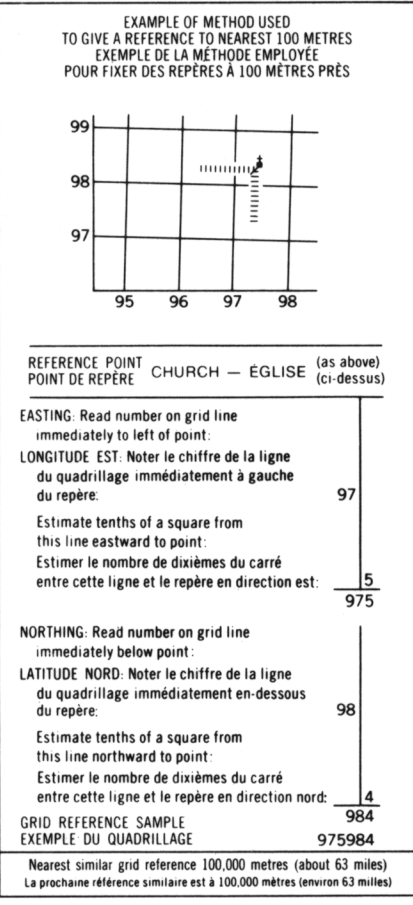 EXAMPLE OF METHOD USED
TO GIVE A REFERENCE TO NEAREST 100 METRES
EXEMPLE DE LA MÉTHODE EMPLOYÉE
POUR FIXER DES REPÈRES À 100 MÈTRES PRÈS
99
98
97
95 96 97 98
REFERENCE POINT
POINT DE REPÈRE
CHURCH — ÉGLISE
(as above)
(ci-dessus)
EASTING: Read number on grid line
immediately to left of point:
LONGITUDE EST: Noter le chiffre de la ligne
du quadrillage immédiatement à gauche
du repère: 97
Estimate tenths of a square from
this line eastward to point:
Estimer le nombre de dixièmes du carré
entre cette ligne et le repère en direction est: 5
975
NORTHING: Read number on grid line
immediately below point:
LATITUDE NORD: Noter le chiffre de la ligne
du quadrillage immédiatement en-dessous
du repère: 98
Estimate tenths of a square from
this line northward to point:
Estimer le nombre de dixièmes du carré
entre cette ligne et le repère en direction nord: 4
984
GRID REFERENCE SAMPLE
EXEMPLE DU QUADRILLAGE 975984
Nearest similar grid reference 100,000 metres (about 63 miles)
La prochaine référence similaire est à 100,000 mètres (environ 63 milles)